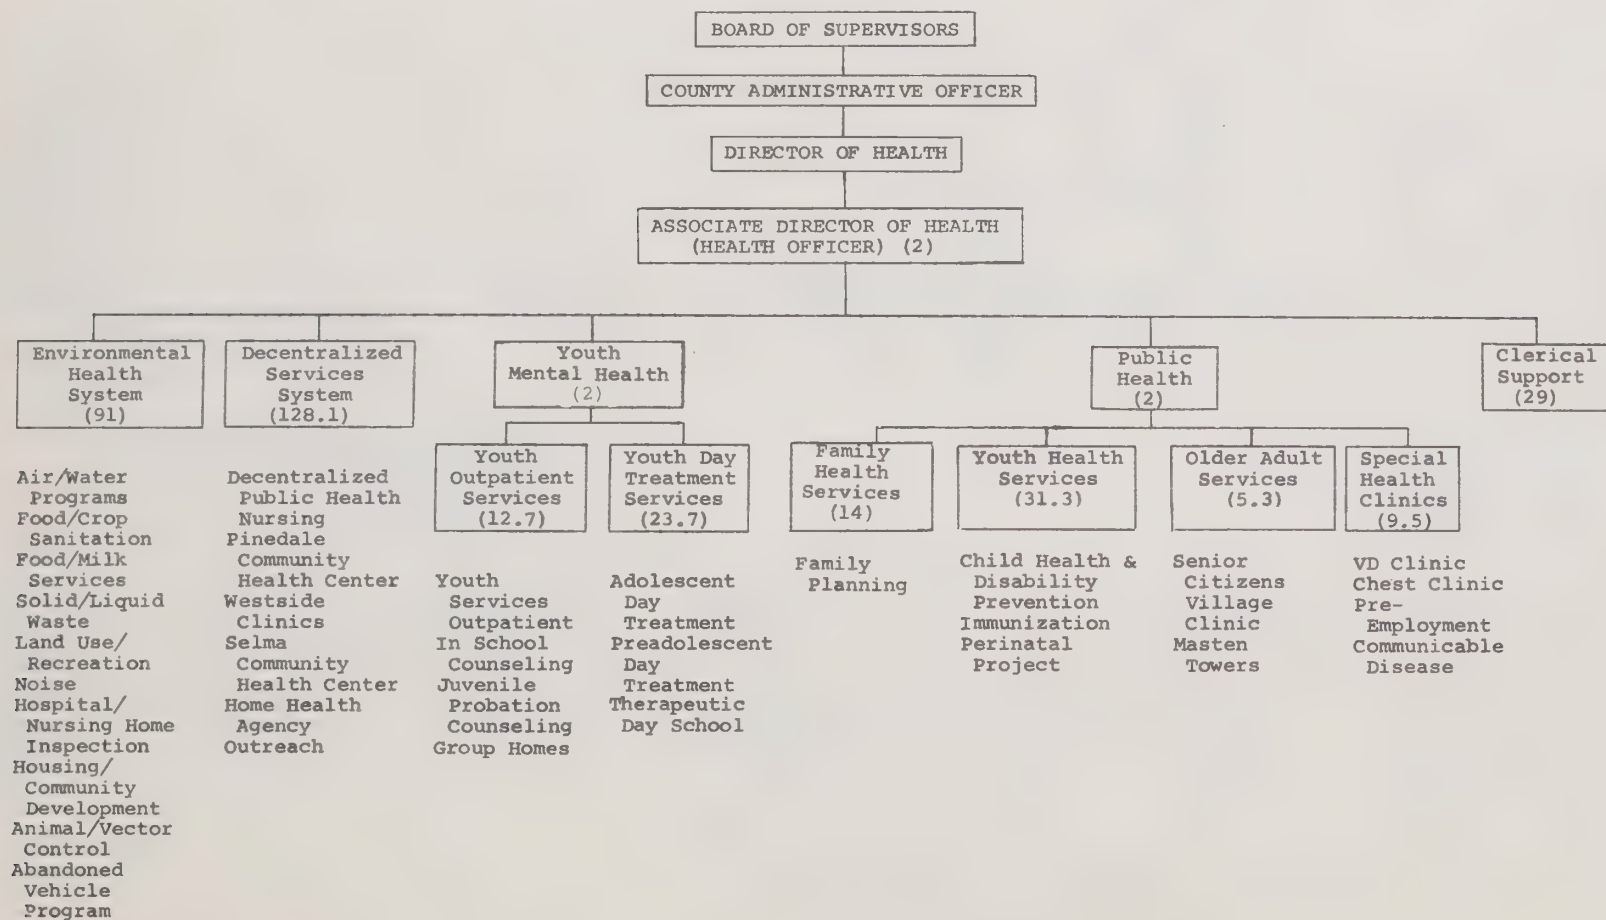 BOARD OF SUPERVISORS
COUNTY ADMINISTRATIVE OFFICER
DIRECTOR OF HEALTH
ASSOCIATE DIRECTOR OF HEALTH
(HEALTH OFFICER) (2)
Environmental
Health
System
(91)
Decentralized
Services
System
(128.1)
Youth
Mental Health
(2)
Public
Health
(2)
Clerical
Support
(29)
Youth
Outpatient
Services
(12.7)
Youth Day
Treatment
Services
(23.7)
Family
Health
Services
(14)
Youth Health
Services
(31.3)
Older Adult
Services
(5.3)
Special
Health
Clinics
(9.5)
Air/Water
Programs
Food/Crop
Sanitation
Food/Milk
Services
Solid/Liquid
Waste
Land Use/
Recreation
Noise
Hospital/
Nursing Home
Inspection
Housing/
Community
Development
Animal/Vector
Control
Abandoned
Vehicle
Program
Decentralized
Public Health
Nursing
Pinedale
Community
Health Center
Westside
Clinics
Selma
Community
Health Center
Home Health
Agency
Outreach
Youth
Services
Outpatient
In School
Counseling
Juvenile
Probation
Counseling
Group Homes
Adolescent
Day
Treatment
Preadolescent
Day
Treatment
Therapeutic
Day School
Family
Planning
Child Health &
Disability
Prevention
Immunization
Perinatal
Project
Senior
Citizens
Village
Clinic
Masten
Towers
VD Clinic
Chest Clinic
Pre-
Employment
Communicable
Disease